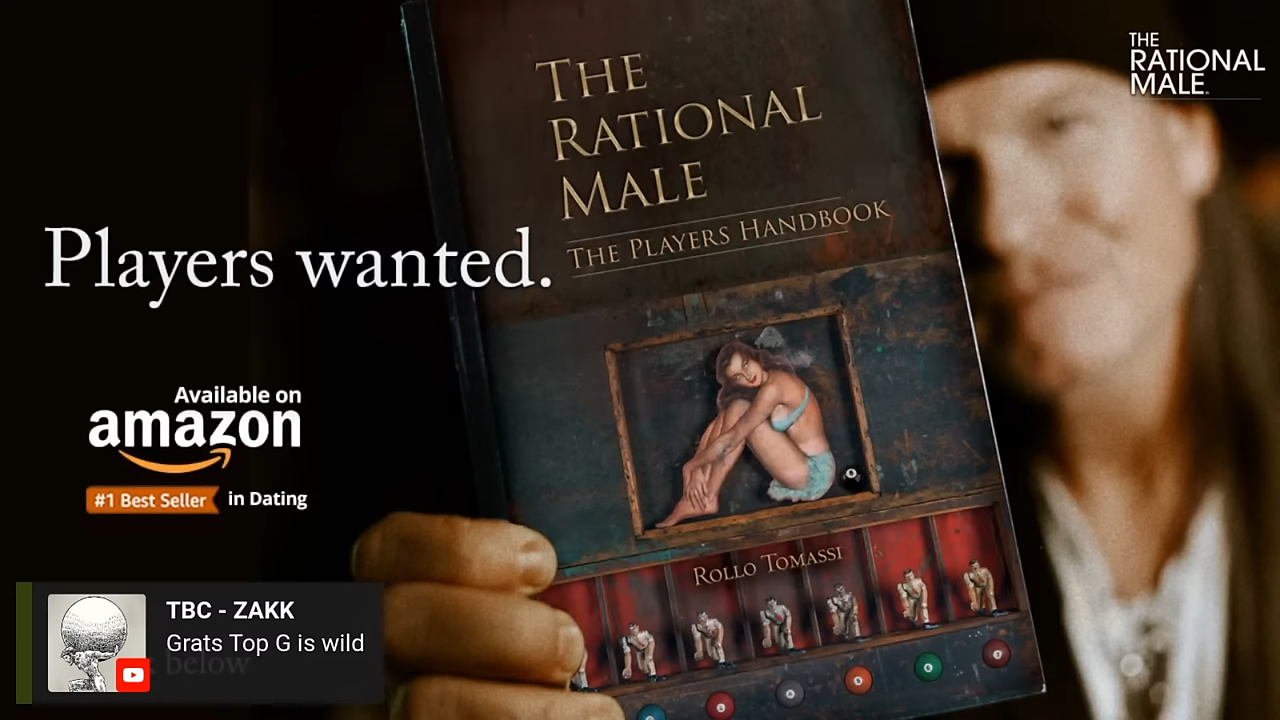 THE
RATIONAL
MALE
THE
RATIONAL
MALE
THE PLAYERS HANDBOOK
Players wanted.
Available on
amazon
#1 Best Seller in Dating
ROLLO TOMASSI
TBC - ZAKK
Grats Top G is wild
below